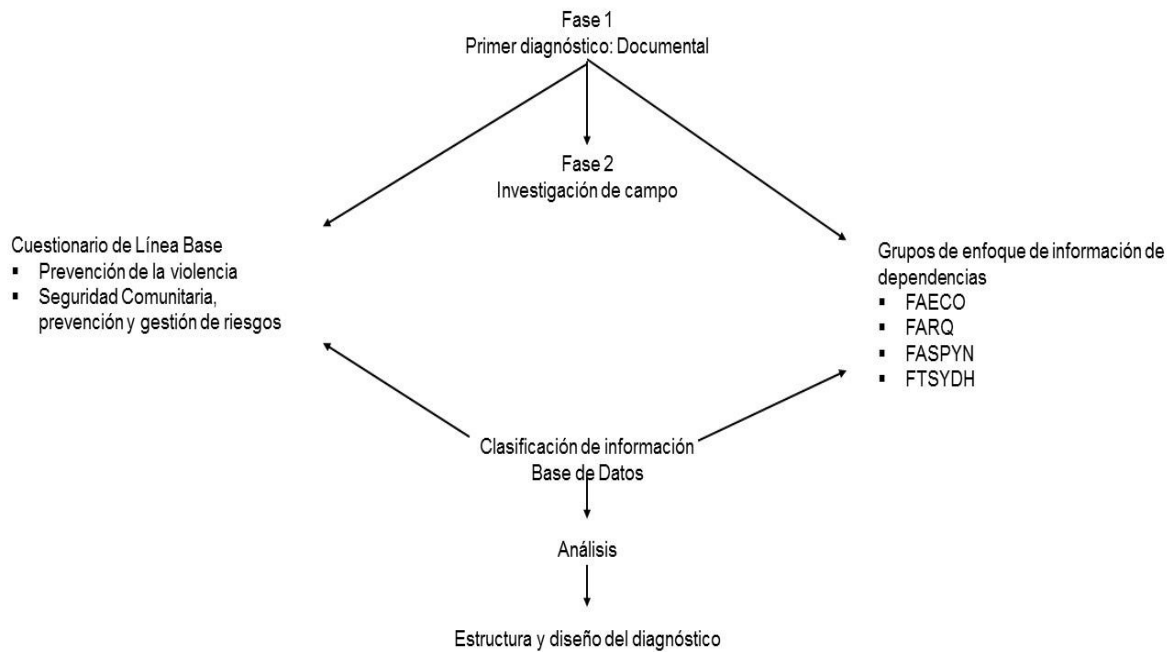 Fase 1
Primer diagnóstico: Documental
Fase 2
Investigación de campo
Cuestionario de Línea Base
▪ Prevención de la violencia
▪ Seguridad Comunitaria,
prevención y gestión de riesgos
Grupos de enfoque de información de
dependencias
▪ FAECO
▪ FARQ
▪ FASPYN
▪ FTSYDH
Clasificación de información
Base de Datos
Análisis
Estructura y diseño del diagnóstico